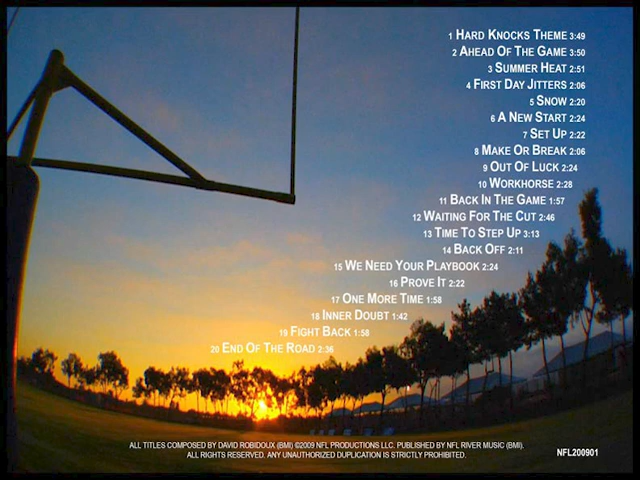 1 HARD KNOCKS THEME 3:49
2 AHEAD OF THE GAME 3:50
3 SUMMER HEAT 2:51
4 FIRST DAY JITTERS 2:06
5 SNOW 2:20
6 A NEW START 2:24
7 SET UP 2:22
8 MAKE OR BREAK 2:06
9 OUT OF LUCK 2:24
10 WORKHORSE 2:28
11 BACK IN THE GAME 1:57
12 WAITING FOR THE CUT 2:46
13 TIME TO STEP UP 3:13
14 BACK OFF 2:11
15 WE NEED YOUR PLAYBOOK 2:24
16 PROVE IT 2:22
17 ONE MORE TIME 1:58
18 INNER DOUBT 1:42
19 FIGHT BACK 1:58
20 END OF THE ROAD 2:36
ALL TITLES COMPOSED BY DAVID ROBIDOUX (BMI) ©2009 NFL PRODUCTIONS LLC. PUBLISHED BY NFL RIVER MUSIC (BMI).
ALL RIGHTS RESERVED. ANY UNAUTHORIZED DUPLICATION IS STRICTLY PROHIBITED.
NFL200901